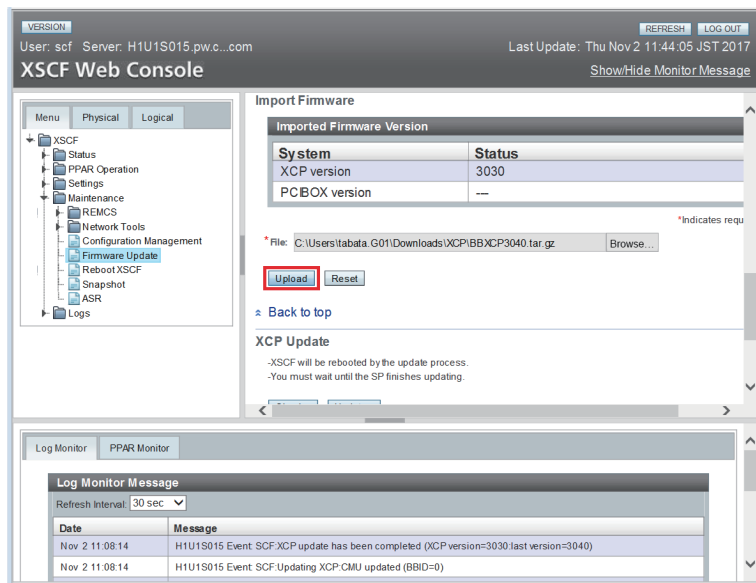 VERSION
REFRESH LOG OUT
User: scf Server: H1U1S015.pw.c...com
Last Update: Thu Nov 2 11:44:05 JST 2017
XSCF Web Console
Show/Hide Monitor Message
Menu Physical Logical
XSCF
Status
PPAR Operation
Settings
Maintenance
REMCS
Network Tools
Configuration Management
Firmware Update
Reboot XSCF
Snapshot
ASR
Logs
Import Firmware
Imported Firmware Version
System Status
XCP version 3030
PCIBOX version ---
*Indicates requ
*File: C:\Users\tabata.G01\Downloads\XCP\BBXCP3040.tar.gz Browse...
Upload Reset
Back to top
XCP Update
-XSCF will be rebooted by the update process.
-You must wait until the SP finishes updating.
Log Monitor PPAR Monitor
Log Monitor Message
Refresh Interval: 30 sec
Date Message
Nov 2 11:08:14 H1U1S015 Event: SCF:XCP update has been completed (XCP version=3030:last version=3040)
Nov 2 11:08:14 H1U1S015 Event: SCF:Updating XCP:CMU updated (BBID=0)